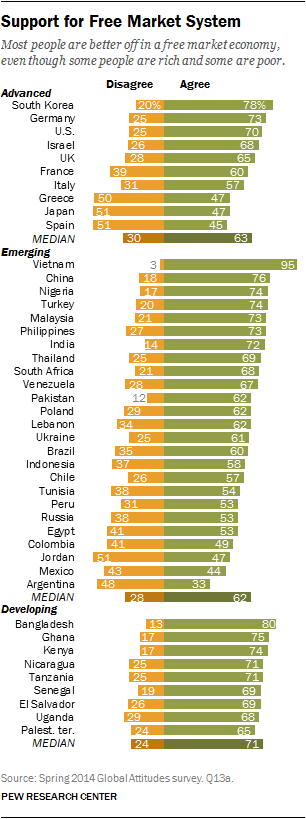 Support for Free Market System
Most people are better off in a free market economy,
even though some people are rich and some are poor.
Disagree Agree
Advanced
South Korea 20% 78%
Germany 25 73
U.S. 25 70
Israel 26 68
UK 28 65
France 39 60
Italy 31 57
Greece 50 47
Japan 51 47
Spain 51 45
MEDIAN 30 63
Emerging
Vietnam 3 95
China 18 76
Nigeria 17 74
Turkey 20 74
Malaysia 21 73
Philippines 27 73
India 14 72
Thailand 25 69
South Africa 21 68
Venezuela 28 67
Pakistan 12 62
Poland 29 62
Lebanon 34 62
Ukraine 25 61
Brazil 35 60
Indonesia 37 58
Chile 26 57
Tunisia 38 54
Peru 31 53
Russia 38 53
Egypt 41 53
Colombia 41 49
Jordan 51 47
Mexico 43 44
Argentina 48 33
MEDIAN 28 62
Developing
Bangladesh 13 80
Ghana 17 75
Kenya 17 74
Nicaragua 25 71
Tanzania 25 71
Senegal 19 69
El Salvador 26 69
Uganda 29 68
Palest. ter. 24 65
MEDIAN 24 71
Source: Spring 2014 Global Attitudes survey. Q13a.
PEW RESEARCH CENTER